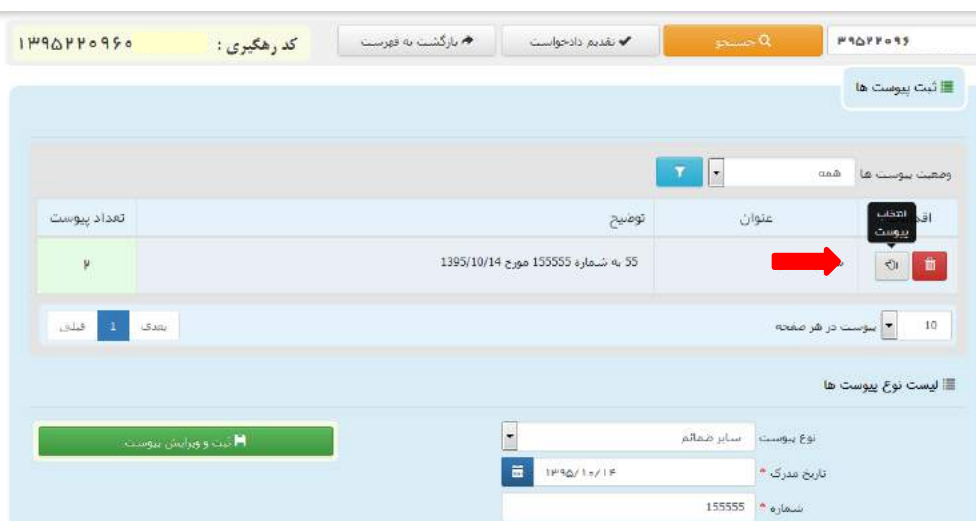 ۳۹۵۲۲۰۹۶ جستجو تقدیم دادخواست بازگشت به فهرست کد رهگیری : ۱۳۹۵۲۲۰۹۶۰
ثبت پیوست ها
وضعیت پیوست ها همه
عنوان توضیح تعداد پیوست
انتخاب پیوست
55 به شماره 155555 مورخ 1395/10/14 ۲
10 پیوست در هر صفحه بعدی 1 قبلی
لیست نوع پیوست ها
نوع پیوست سایر ضمائم ثبت و ویرایش پیوست
تاریخ مدرک * ۱۳۹۵/۱۰/۱۴
شماره * 155555